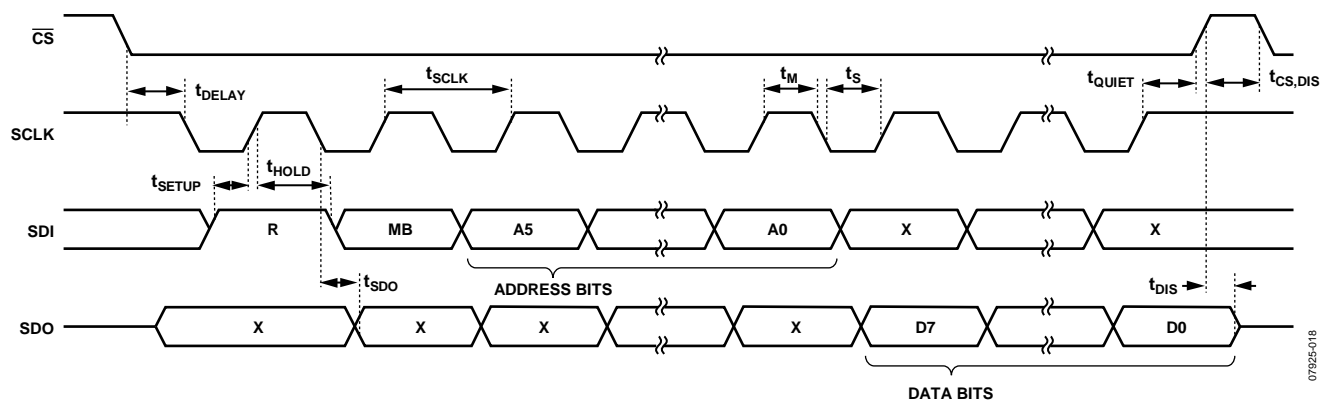 CS
tDELAY
tSCLK
tM
tS
tQUIET
tCS,DIS
SCLK
tSETUP
tHOLD
SDI
R
MB
A5
A0
X
X
tSDO
ADDRESS BITS
tDIS
SDO
X
X
X
X
D7
D0
DATA BITS
07925-018